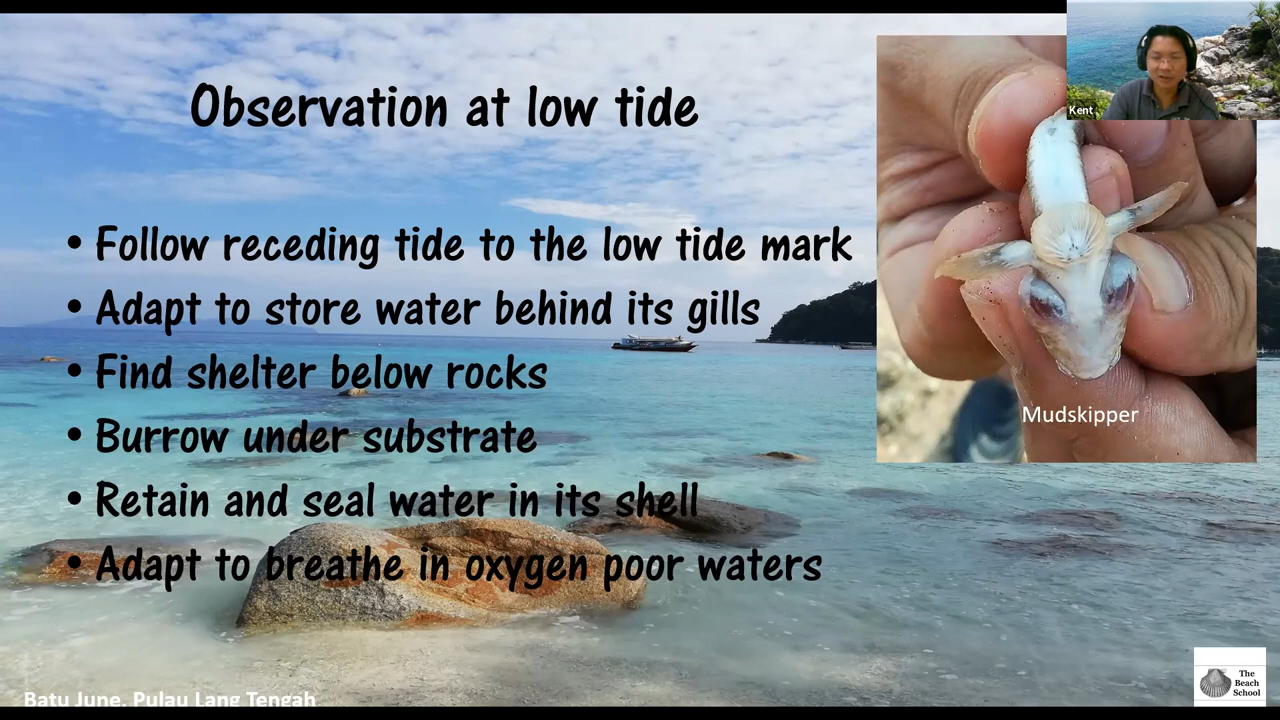 Observation at low tide
• Follow receding tide to the low tide mark
• Adapt to store water behind its gills
• Find shelter below rocks
• Burrow under substrate
• Retain and seal water in its shell
• Adapt to breathe in oxygen poor waters
Kent
Mudskipper
Batu June, Pulau Lang Tengah
The
Beach
School